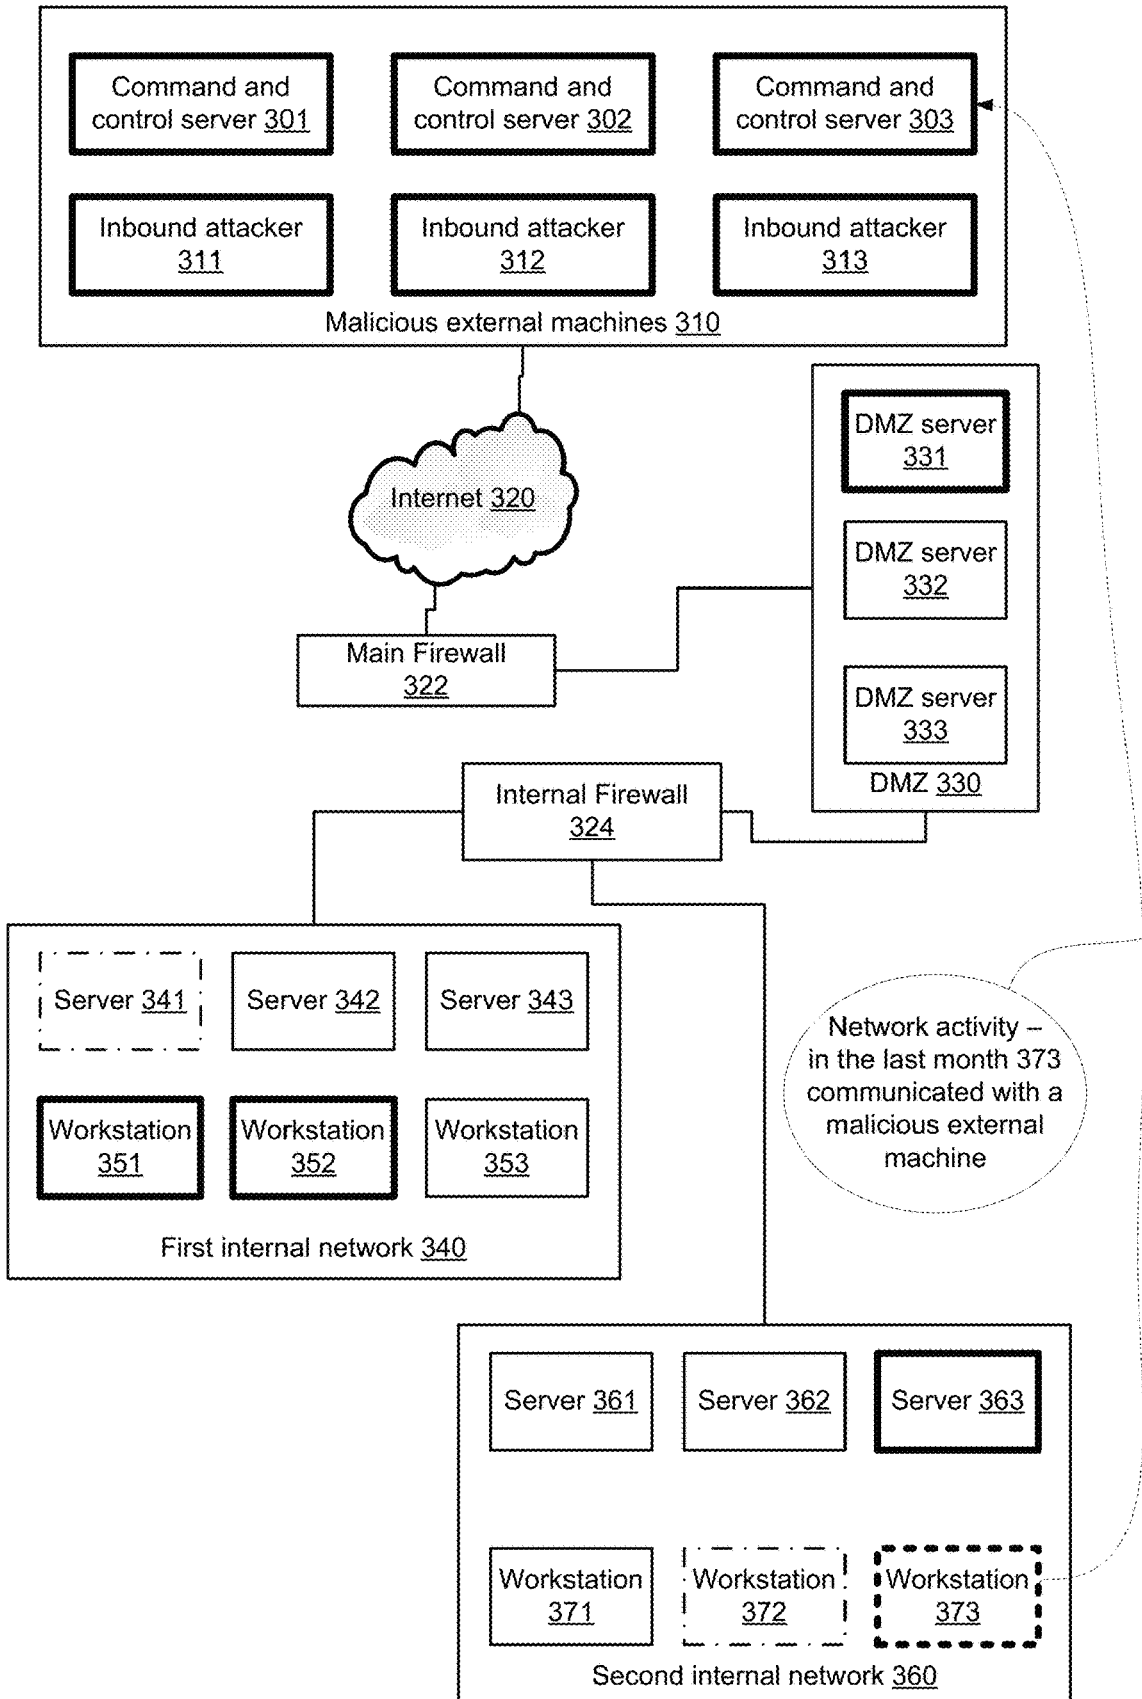 Command and
control server 301
Command and
control server 302
Command and
control server 303
Inbound attacker
311
Inbound attacker
312
Inbound attacker
313
Malicious external machines 310
DMZ server
331
Internet 320
DMZ server
332
Main Firewall
322
DMZ server
333
DMZ 330
Internal Firewall
324
Server 341
Server 342
Server 343
Network activity –
in the last month 373
communicated with a
malicious external
machine
Workstation
351
Workstation
352
Workstation
353
First internal network 340
Server 361
Server 362
Server 363
Workstation
371
Workstation
372
Workstation
373
Second internal network 360